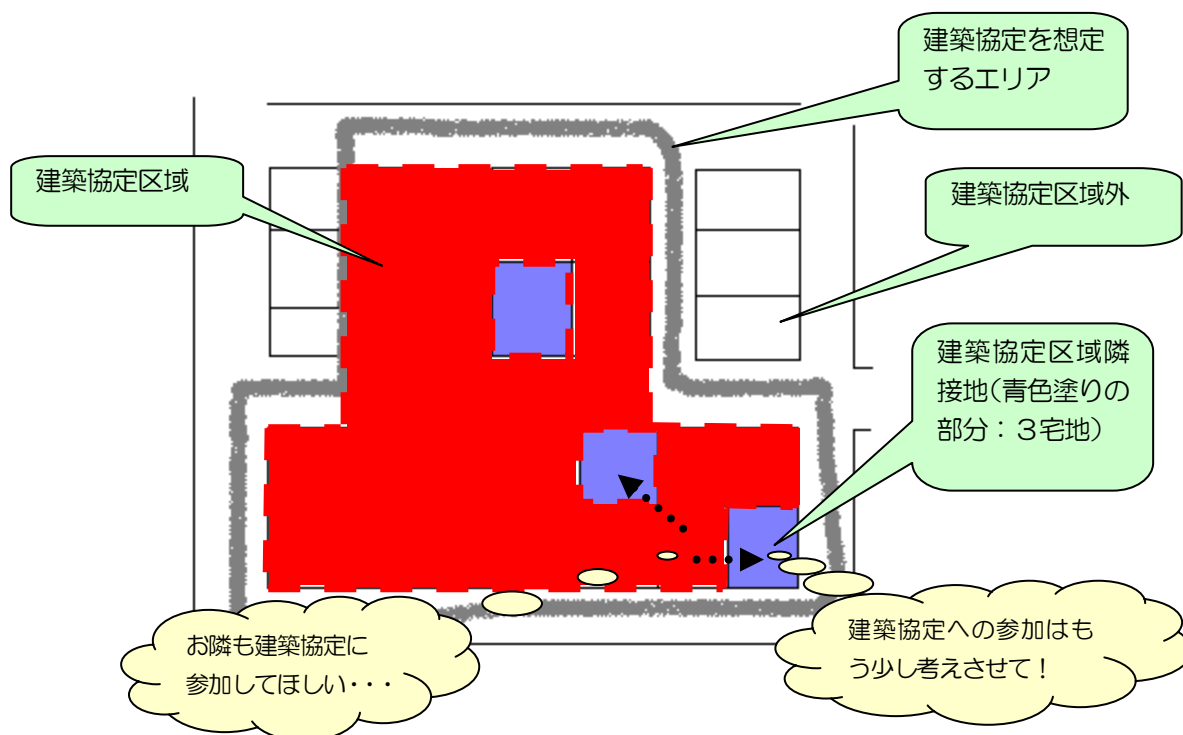 建築協定を想定
するエリア
建築協定区域
建築協定区域外
建築協定区域隣
接地(青色塗りの
部分：３宅地)
お隣も建築協定に
参加してほしい・・・
建築協定への参加はも
う少し考えさせて！